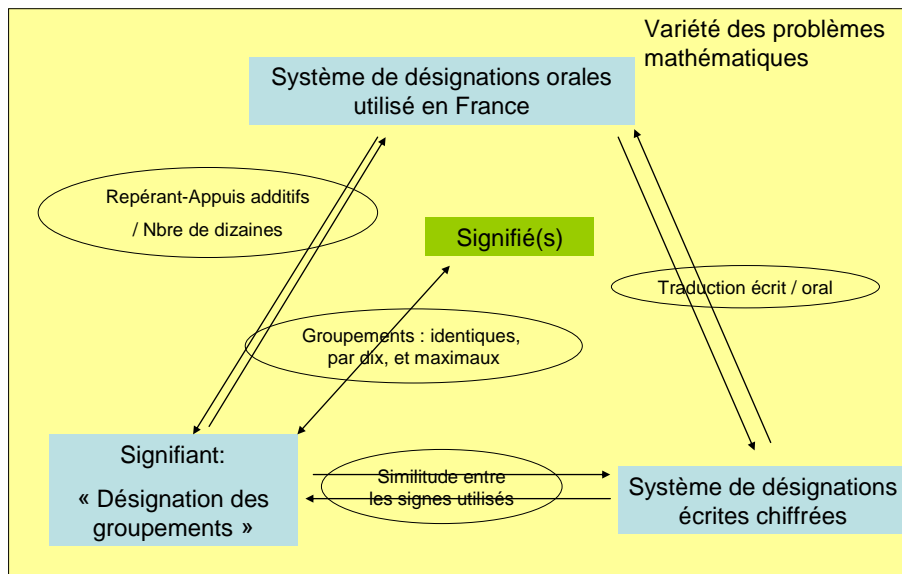 Variété des problèmes
mathématiques
Système de désignations orales
utilisé en France
Repérant-Appuis additifs
/ Nbre de dizaines
Signifié(s)
Traduction écrit / oral
Groupements : identiques,
par dix, et maximaux
Signifiant:
« Désignation des
groupements »
Similitude entre
les signes utilisés
Système de désignations
écrites chiffrées